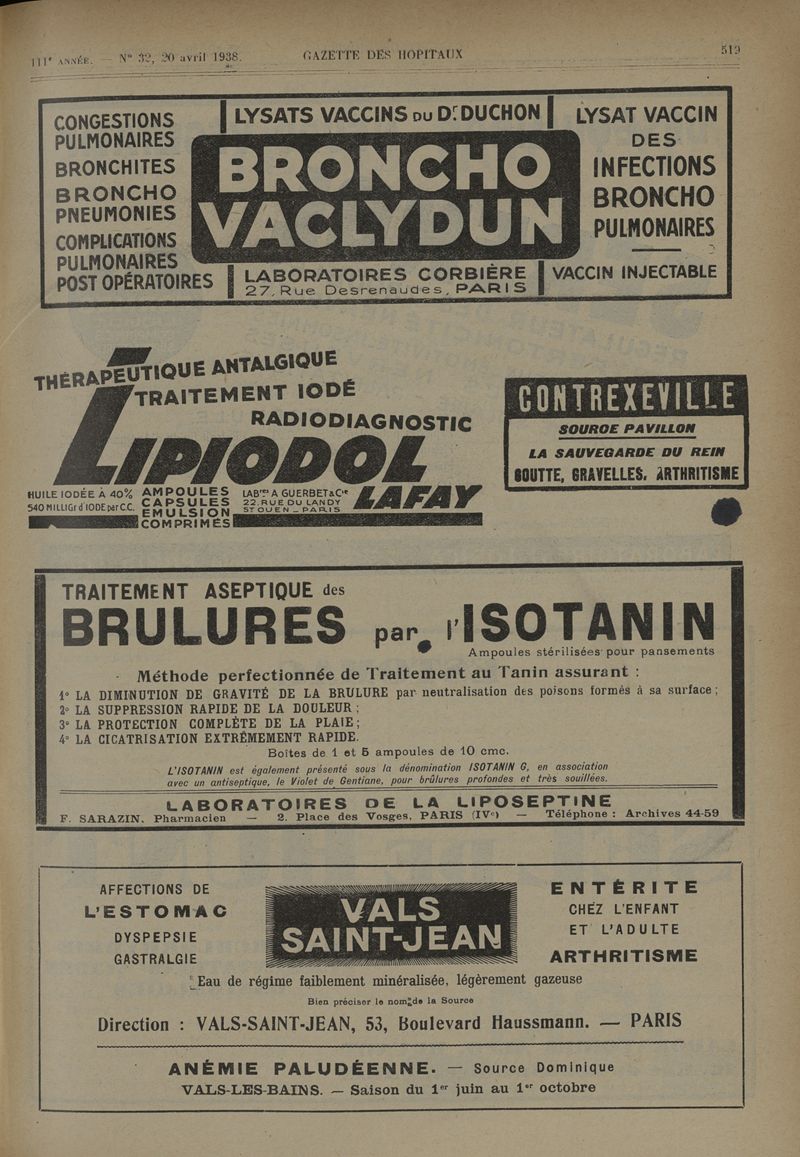 111e ANNÉE. — No 32, 20 avril 1938.
GAZETTE DES HOPITAUX
519
CONGESTIONS
PULMONAIRES
BRONCHITES
BRONCHO
PNEUMONIES
COMPLICATIONS
PULMONAIRES
POST OPÉRATOIRES
LYSATS VACCINS DU Dr DUCHON
BRONCHO
VACLYDUN
LABORATOIRES CORBIÈRE
27, Rue Desrenaudes, PARIS
LYSAT VACCIN
DES
INFECTIONS
BRONCHO
PULMONAIRES
VACCIN INJECTABLE
THÉRAPEUTIQUE ANTALGIQUE
TRAITEMENT IODÉ
RADIODIAGNOSTIC
LIPIODOL
LAFAY
HUILE IODÉE À 40%
540 MILLIGr d'IODE par C.C.
AMPOULES
CAPSULES
EMULSION
COMPRIMÉS
LABres A GUERBET & Cie
22. RUE DU LANDY
ST OUEN _ PARIS
CONTREXEVILLE
SOURCE PAVILLON
LA SAUVEGARDE DU REIN
GOUTTE, GRAVELLES, ARTHRITISME
TRAITEMENT ASEPTIQUE des
BRULURES par l'ISOTANIN
Ampoules stérilisées pour pansements
Méthode perfectionnée de Traitement au Tanin assurant :
1° LA DIMINUTION DE GRAVITÉ DE LA BRULURE par neutralisation des poisons formés à sa surface ;
2° LA SUPPRESSION RAPIDE DE LA DOULEUR ;
3° LA PROTECTION COMPLÈTE DE LA PLAIE ;
4° LA CICATRISATION EXTRÊMEMENT RAPIDE.
Boîtes de 1 et 5 ampoules de 10 cmc.
L'ISOTANIN est également présenté sous la dénomination ISOTANIN G, en association
avec un antiseptique, le Violet de Gentiane, pour brûlures profondes et très souillées.
LABORATOIRES DE LA LIPOSEPTINE
F. SARAZIN, Pharmacien — 2, Place des Vosges, PARIS (IVe) — Téléphone : Archives 44-59
AFFECTIONS DE
L'ESTOMAC
DYSPEPSIE
GASTRALGIE
VALS
SAINT-JEAN
ENTÉRITE
CHEZ L'ENFANT
ET L'ADULTE
ARTHRITISME
Eau de régime faiblement minéralisée, légèrement gazeuse
Bien préciser le nom de la Source
Direction : VALS-SAINT-JEAN, 53, Boulevard Haussmann. — PARIS
ANÉMIE PALUDÉENNE. — Source Dominique
VALS-LES-BAINS. — Saison du 1er juin au 1er octobre